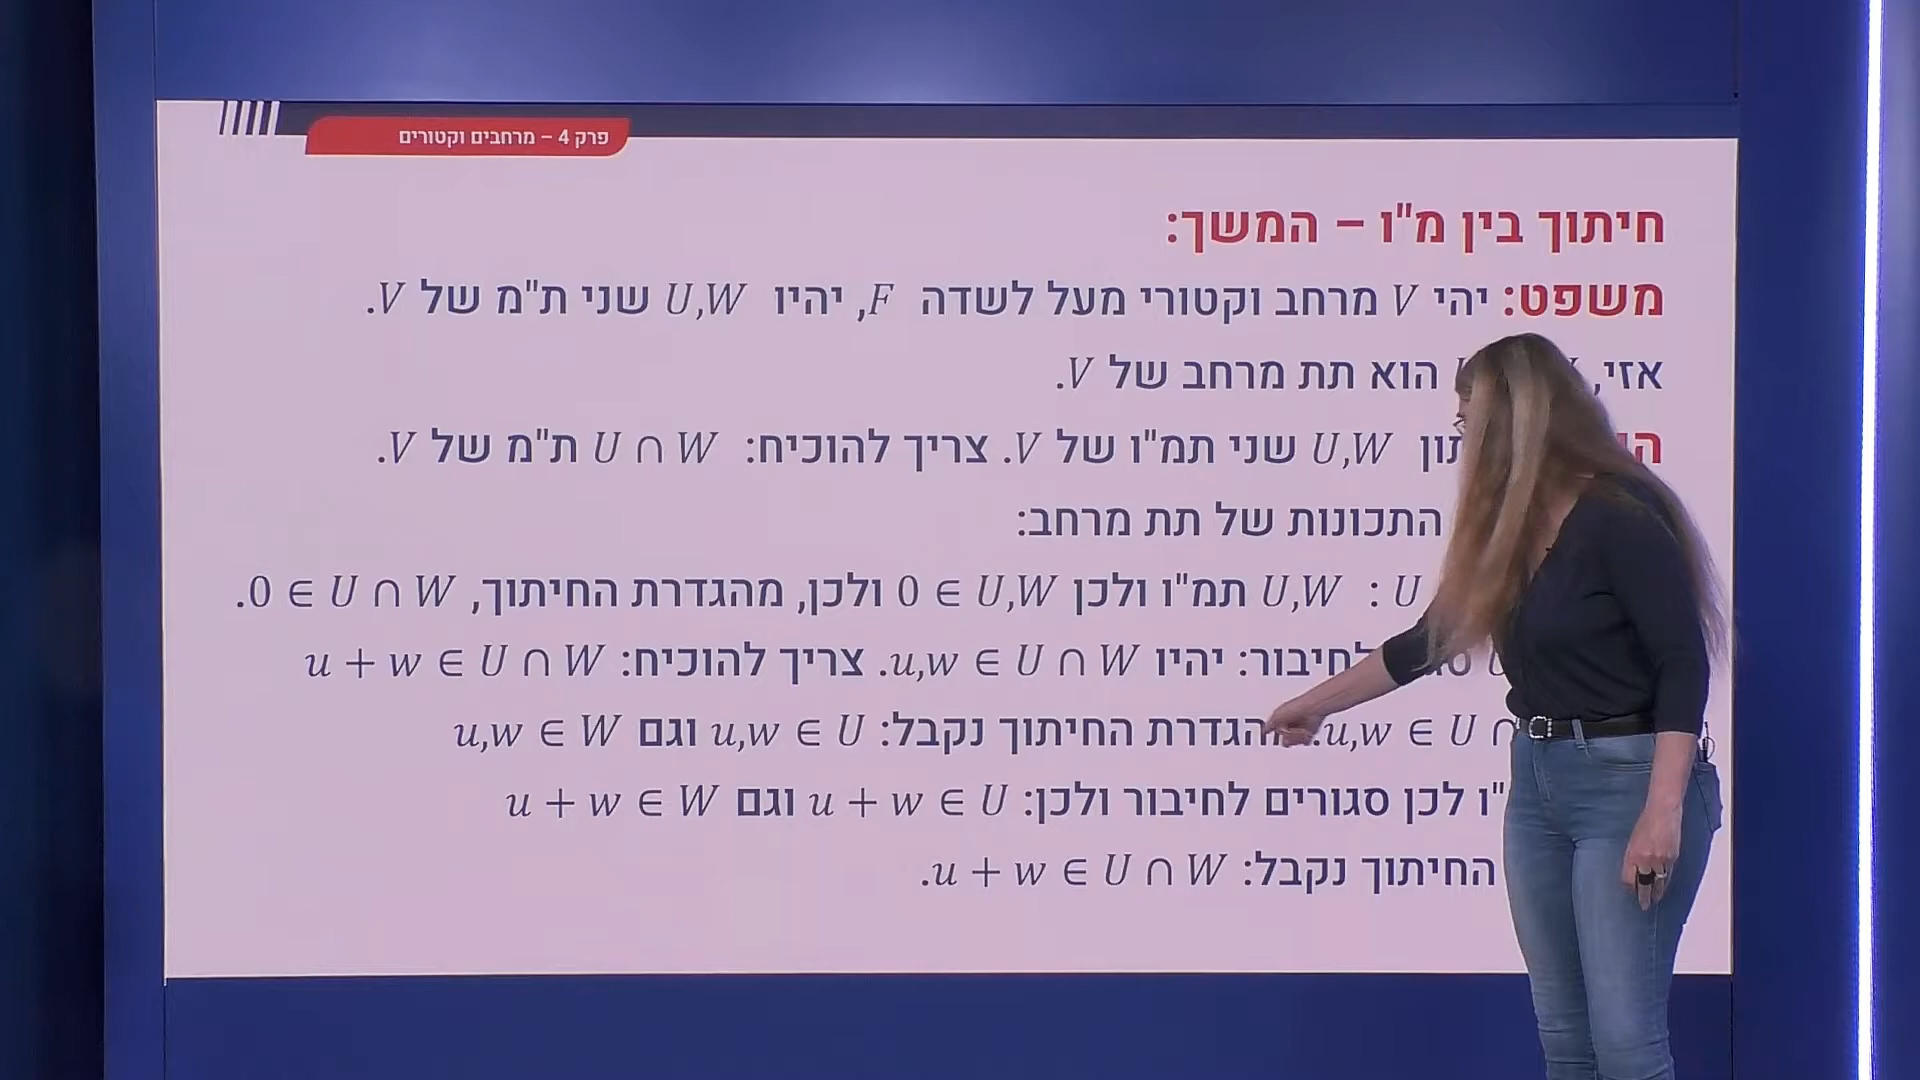 פרק 4 – מרחבים וקטורים
חיתוך בין מ"ו – המשך:
משפט: יהי V מרחב וקטורי מעל לשדה F, יהיו U,W שני ת"מ של V.
אזי, הוא תת מרחב של V.
U,W שני תמ"ו של V. צריך להוכיח: U ∩ W ת"מ של V.
התכונות של תת מרחב:
U : U,W תמ"ו ולכן 0 ∈ U,W ולכן, מהגדרת החיתוך, 0 ∈ U ∩ W.
לחיבור: יהיו u,w ∈ U ∩ W. צריך להוכיח: u + w ∈ U ∩ W
u,w ∈ U ∩ מהגדרת החיתוך נקבל: u,w ∈ U וגם u,w ∈ W
לכן סגורים לחיבור ולכן: u + w ∈ U וגם u + w ∈ W
החיתוך נקבל: u + w ∈ U ∩ W.